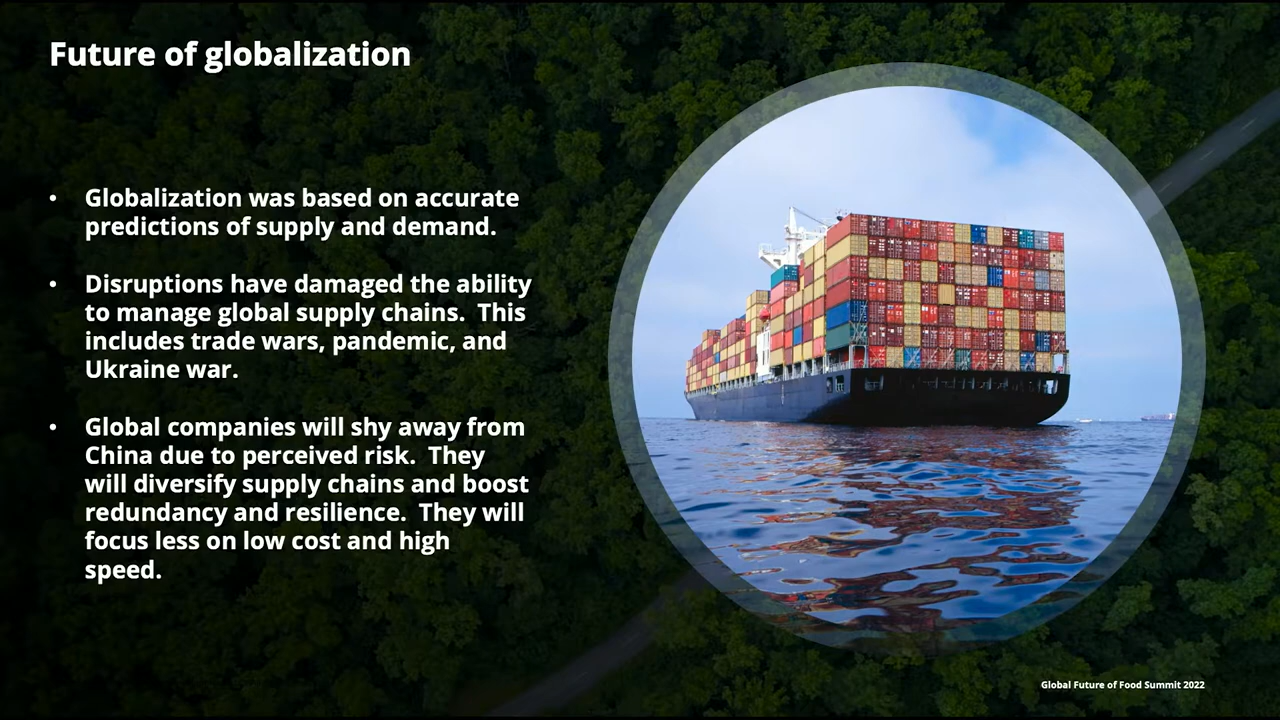 Future of globalization
• Globalization was based on accurate
predictions of supply and demand.
• Disruptions have damaged the ability
to manage global supply chains.  This
includes trade wars, pandemic, and
Ukraine war.
• Global companies will shy away from
China due to perceived risk.  They
will diversify supply chains and boost
redundancy and resilience.  They will
focus less on low cost and high
speed.
Global Future of Food Summit 2022